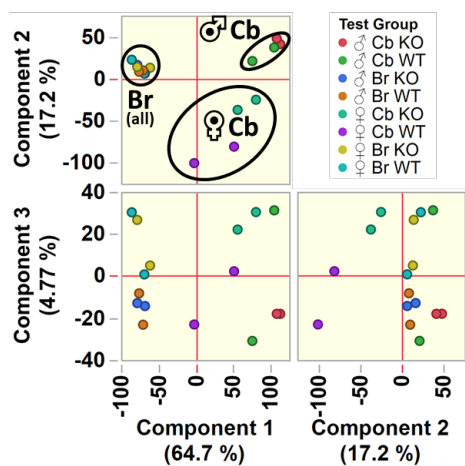 Component 2
(17.2 %)
50
0
-50
-100
Br
(all)
♂ Cb
♀ Cb
Test Group
♂ Cb KO
♂ Cb WT
♂ Br KO
♂ Br WT
♀ Cb KO
♀ Cb WT
♀ Br KO
♀ Br WT
Component 3
(4.77 %)
40
20
0
-20
-40
-100
-50
0
50
100
Component 1
(64.7 %)
-100
-50
0
50
Component 2
(17.2 %)